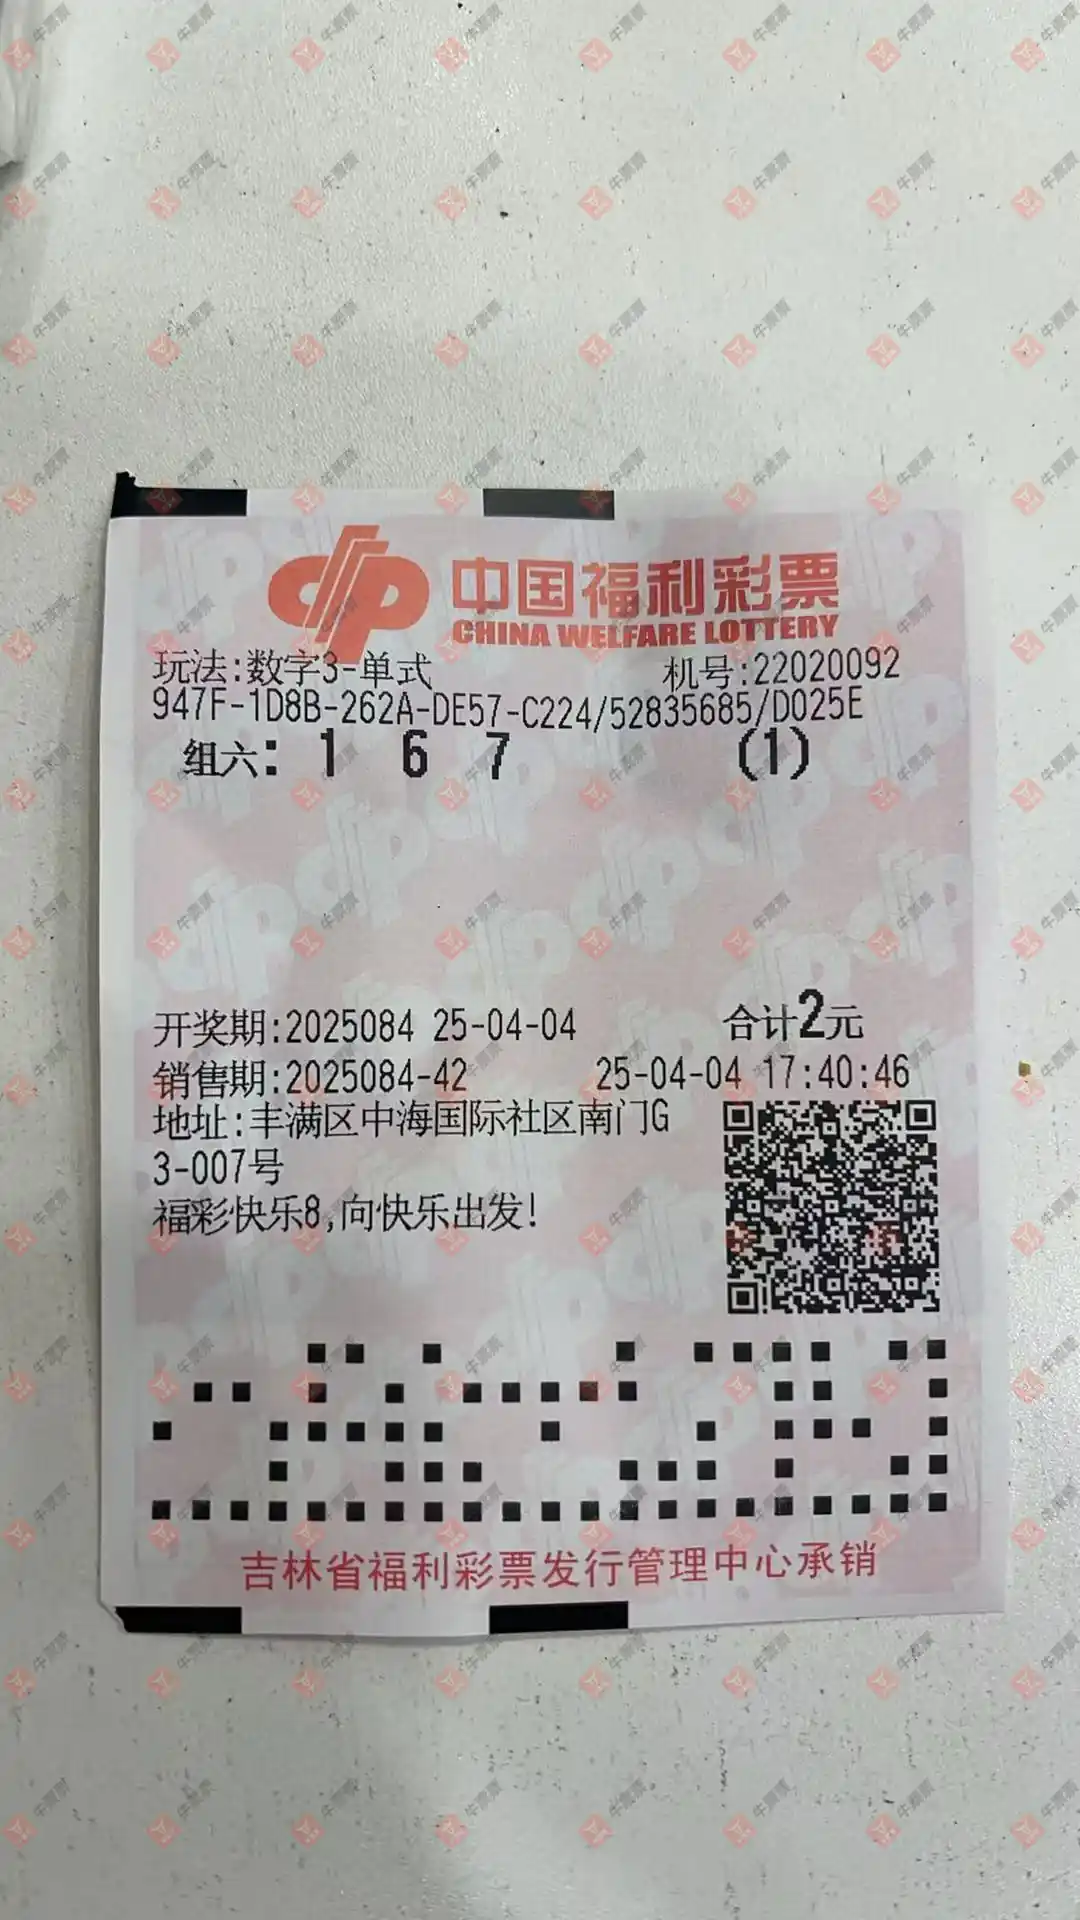 中国福利彩票
CHINA WELFARE LOTTERY
玩法:数字3-单式 机号:22020092
947F-1D8B-262A-DE57-C224/52835685/D025E
组六: 1 6 7 (1)
开奖期:2025084 25-04-04 合计2元
销售期:2025084-42 25-04-04 17:40:46
地址:丰满区中海国际社区南门G
3-007号
福彩快乐8,向快乐出发!
吉林省福利彩票发行管理中心承销
牛票票